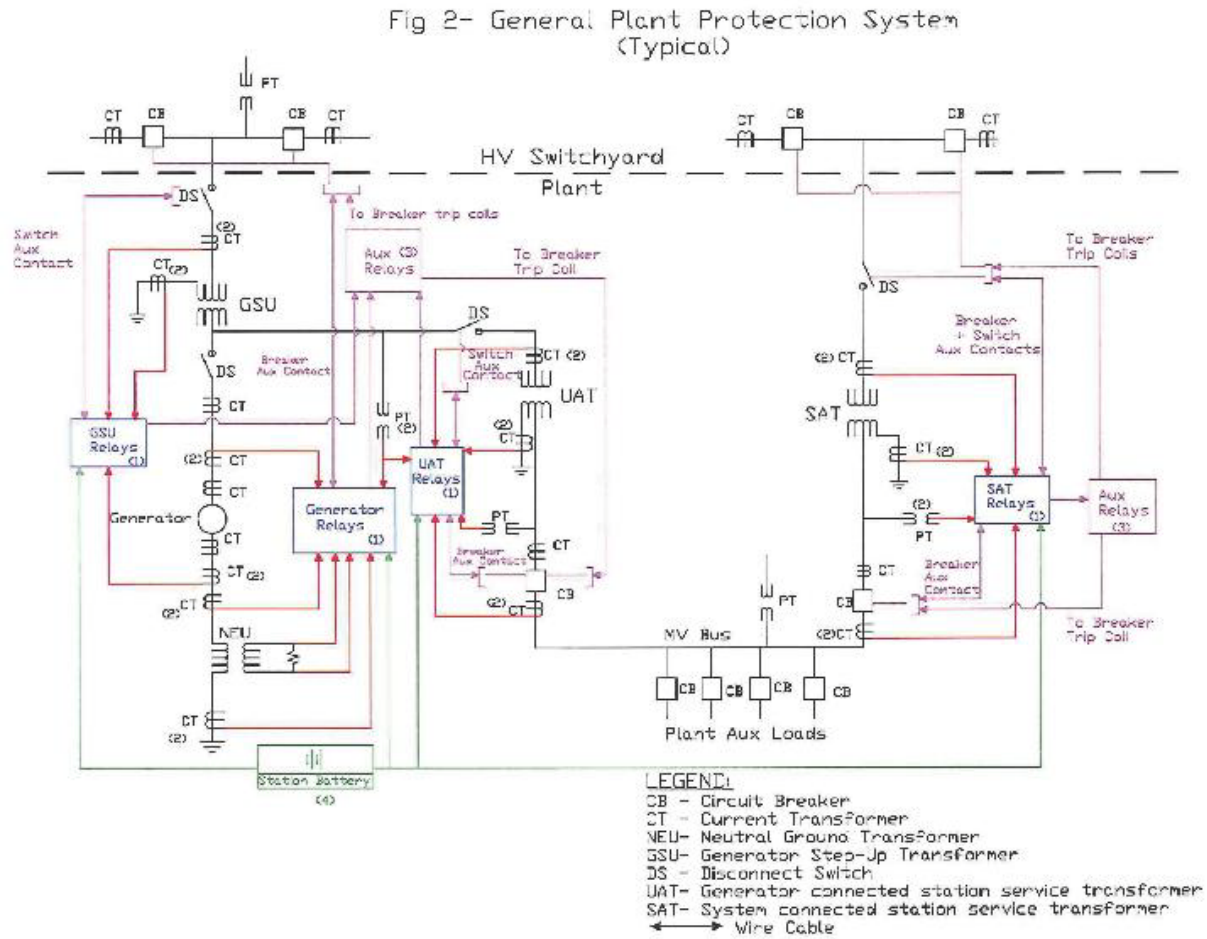 Fig 2- General Plant Protection System
(Typical)
PT
CT
CB
CB
CT
CT
CB
CB
CT
HV Switchyard
Plant
DS
Switch
Aux
Contact
(2)
CT
CT
(2)
GSU
To Breaker trip coils
Aux (3)
Relays
To Breaker
Trip Coil
To Breaker
Trip Coils
DS
DS
Breaker
+ Switch
Aux Contacts
DS
Breaker
Aux Contact
Switch
Aux
Contact
CT (2)
UAT
(2) CT
SAT
CT
PT
(2)
(2)
CT
CT (2)
GSU
Relays
(1)
(2)
CT
CT
UAT
Relays
(1)
Generator
Generator
Relays
(1)
SAT
Relays
(1)
Aux
Relays
(3)
(2)
PT
PT
CT
CT (2)
(2) CT
Breaker
Aux Contact
CT
CB
(2)
CT
CT
Breaker
Aux
Contact
CB
(2)CT
To Breaker
Trip Coil
PT
NEU
MV Bus
CB
CB
CB
CB
Plant Aux Loads
CT
(2)
Station Battery
(4)
LEGEND:
CB - Circuit Breaker
CT - Current Transformer
NEU- Neutral Ground Transformer
GSU- Generator Step-Up Transformer
DS - Disconnect Switch
UAT- Generator connected station service transformer
SAT- System connected station service transformer
Wire Cable